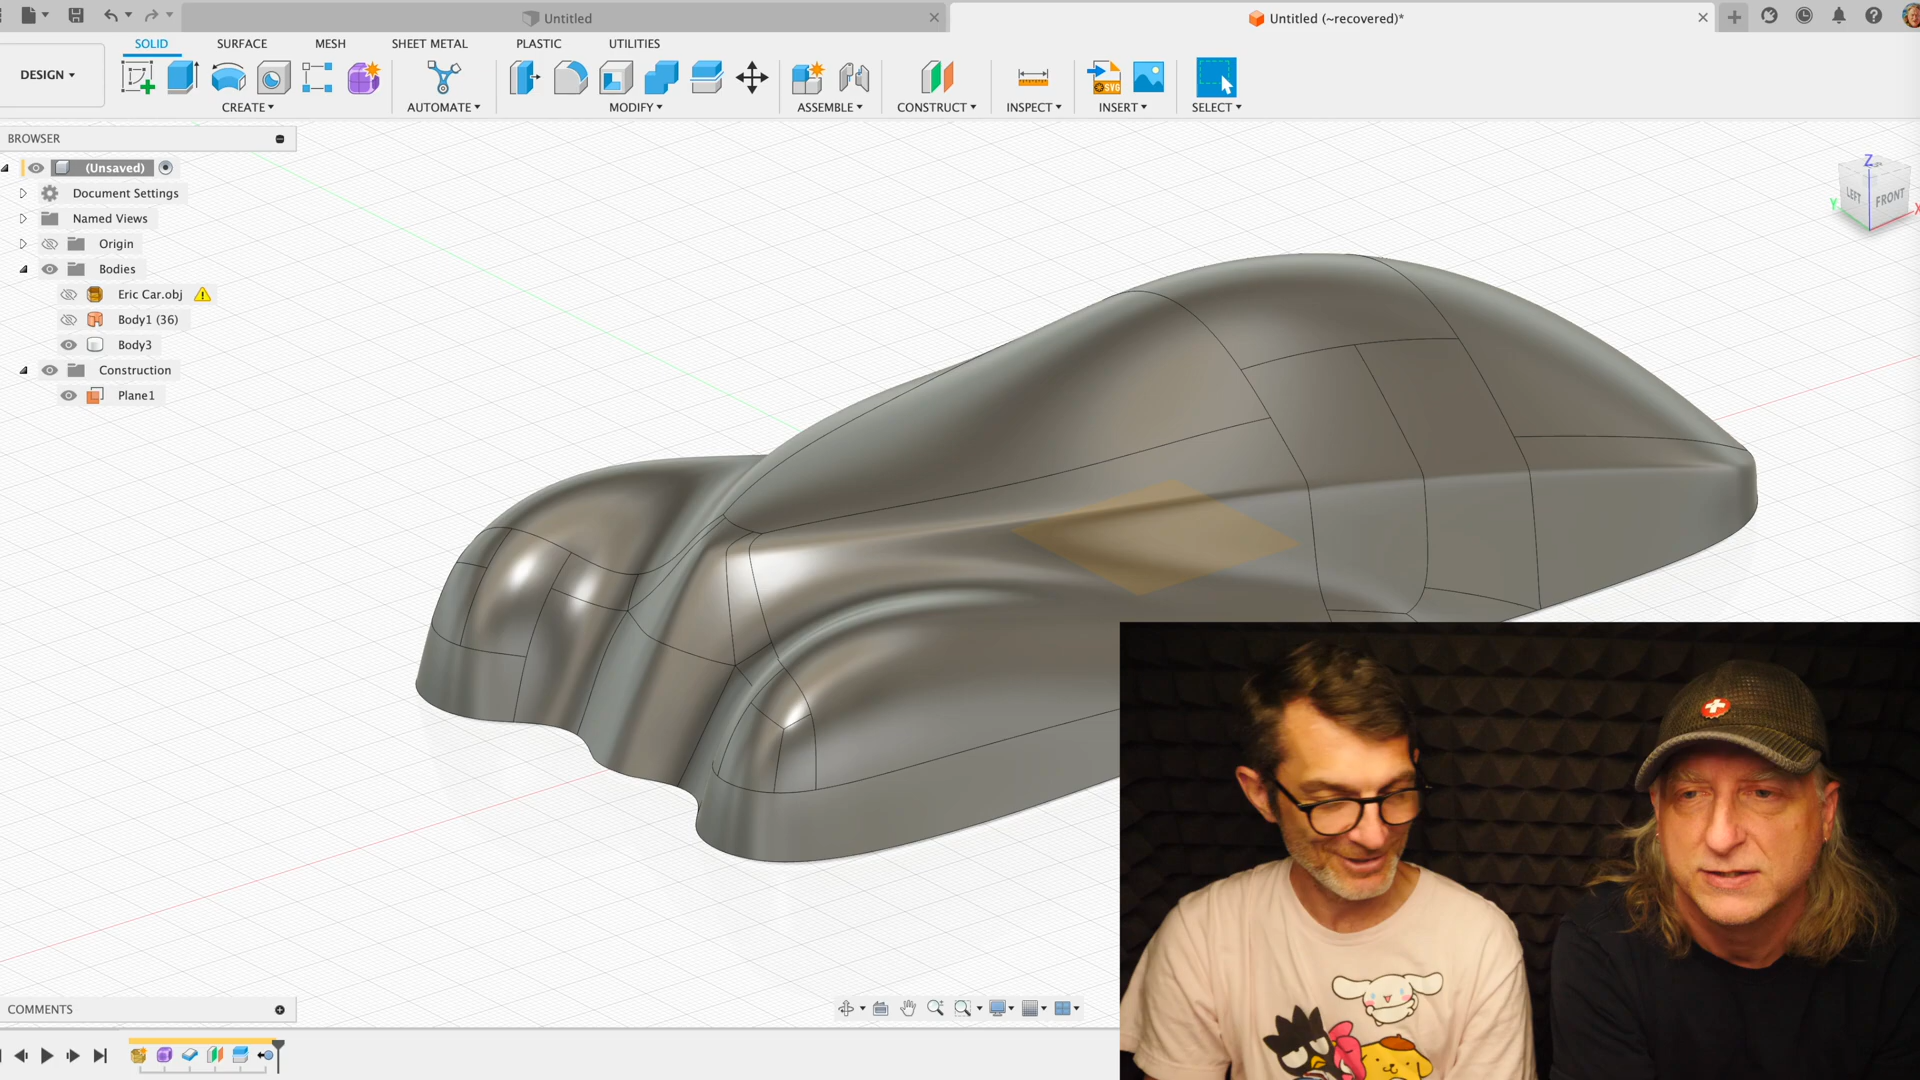 Untitled
Untitled (~recovered)*
DESIGN
SOLID
SURFACE
MESH
SHEET METAL
PLASTIC
UTILITIES
CREATE
AUTOMATE
MODIFY
ASSEMBLE
CONSTRUCT
INSPECT
SVG
INSERT
SELECT
BROWSER
(Unsaved)
Document Settings
Named Views
Origin
Bodies
Eric Car.obj
Body1 (36)
Body3
Construction
Plane1
Z
LEFT
FRONT
Y
X
COMMENTS